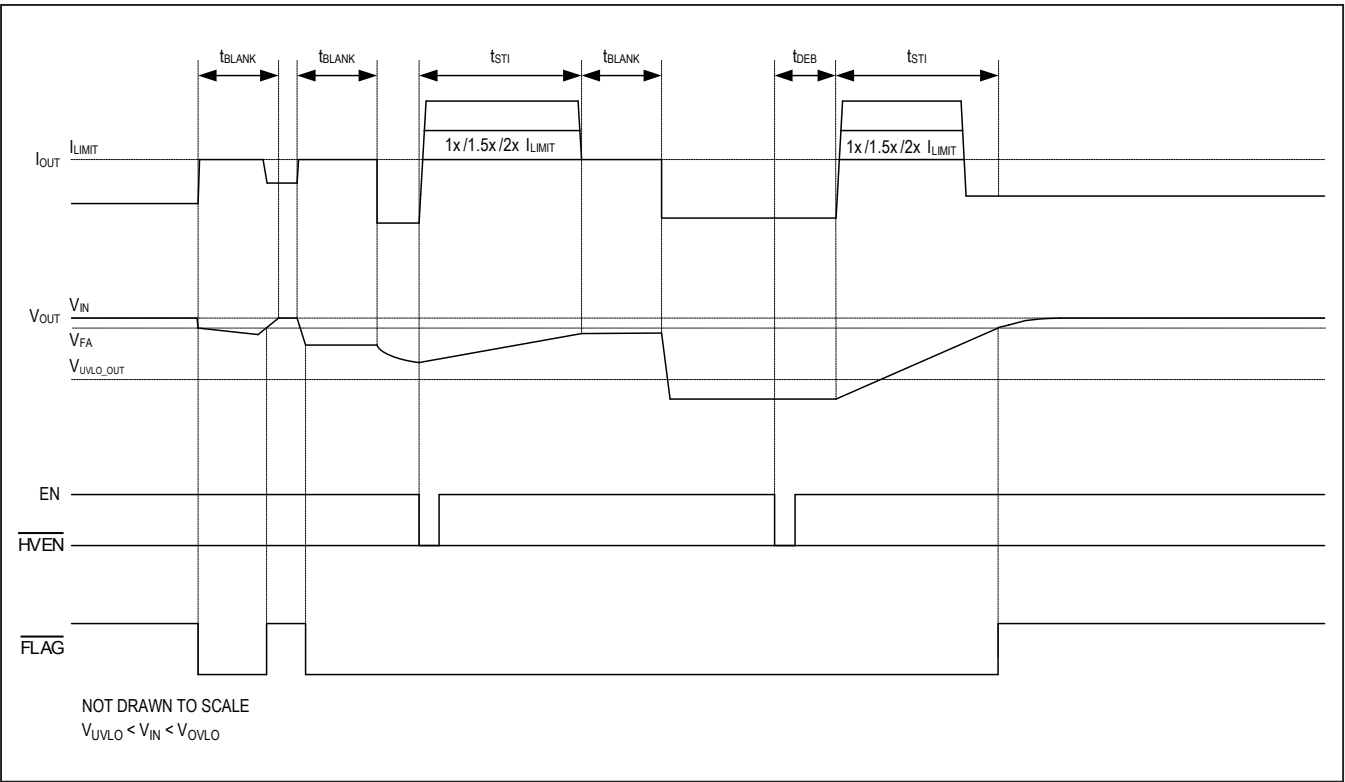 tBLANK tBLANK tSTI tBLANK tDEB tSTI
ILIMIT
IOUT
1x/1.5x/2x ILIMIT 1x/1.5x/2x ILIMIT
VIN
VOUT
VFA
VUVLO_OUT
EN
HVEN
FLAG
NOT DRAWN TO SCALE
VUVLO < VIN < VOVLO